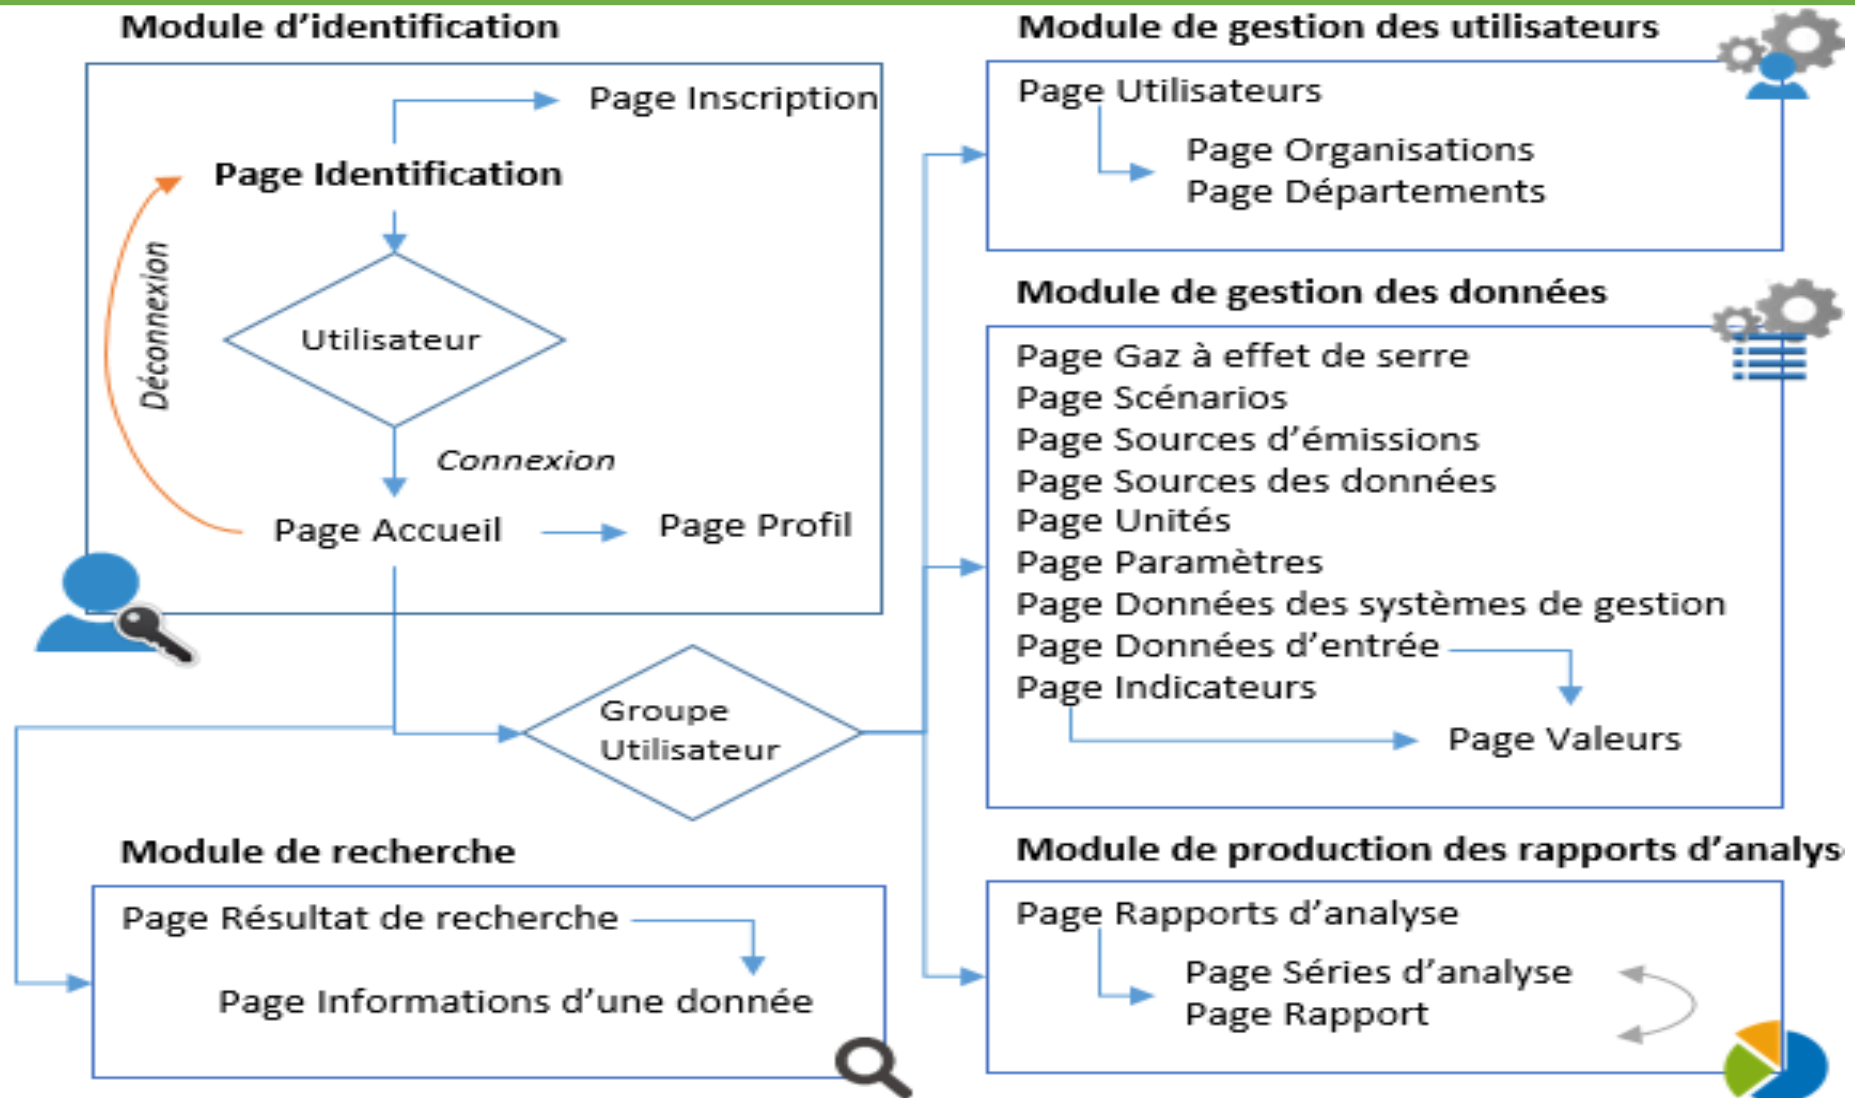 Module d’identification
Page Inscription
Page Identification
Déconnexion
Utilisateur
Connexion
Page Accueil
Page Profil
Groupe
Utilisateur
Module de recherche
Page Résultat de recherche
Page Informations d’une donnée
Module de gestion des utilisateurs
Page Utilisateurs
Page Organisations
Page Départements
Module de gestion des données
Page Gaz à effet de serre
Page Scénarios
Page Sources d’émissions
Page Sources des données
Page Unités
Page Paramètres
Page Données des systèmes de gestion
Page Données d’entrée
Page Indicateurs
Page Valeurs
Module de production des rapports d’analys
Page Rapports d’analyse
Page Séries d’analyse
Page Rapport